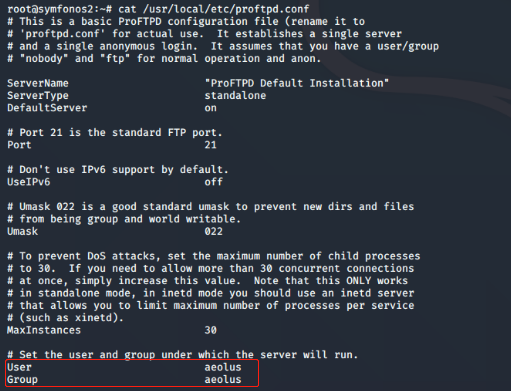 root@symfonos2:~# cat /usr/local/etc/proftpd.conf
# This is a basic ProFTPD configuration file (rename it to
# 'proftpd.conf' for actual use.  It establishes a single server
# and a single anonymous login.  It assumes that you have a user/group
# "nobody" and "ftp" for normal operation and anon.
ServerName                      "ProFTPD Default Installation"
ServerType                      standalone
DefaultServer                   on
# Port 21 is the standard FTP port.
Port                            21
# Don't use IPv6 support by default.
UseIPv6                         off
# Umask 022 is a good standard umask to prevent new dirs and files
# from being group and world writable.
Umask                           022
# To prevent DoS attacks, set the maximum number of child processes
# to 30.  If you need to allow more than 30 concurrent connections
# at once, simply increase this value.  Note that this ONLY works
# in standalone mode, in inetd mode you should use an inetd server
# that allows you to limit maximum number of processes per service
# (such as xinetd).
MaxInstances                    30
# Set the user and group under which the server will run.
User                            aeolus
Group                           aeolus